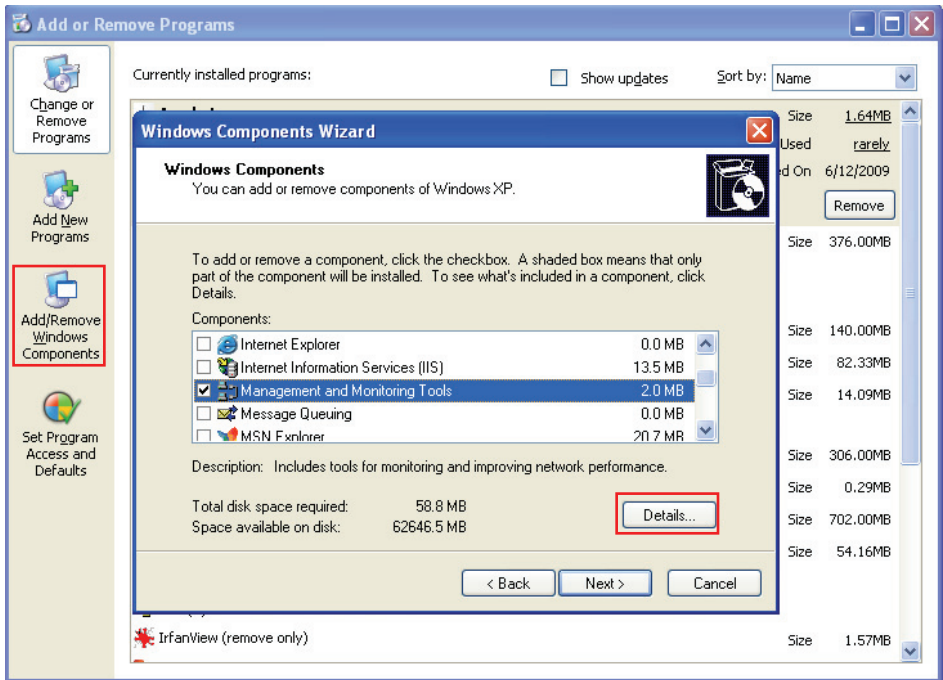 Add or Remove Programs
Change or
Remove
Programs
Add New
Programs
Add/Remove
Windows
Components
Set Program
Access and
Defaults
Currently installed programs:
Show updates
Sort by: Name
Size 1.64MB
Used rarely
d On 6/12/2009
Remove
Size 376.00MB
Size 140.00MB
Size 82.33MB
Size 14.09MB
Size 306.00MB
Size 0.29MB
Size 702.00MB
Size 54.16MB
IrfanView (remove only) Size 1.57MB
Windows Components Wizard
Windows Components
You can add or remove components of Windows XP.
To add or remove a component, click the checkbox. A shaded box means that only
part of the component will be installed. To see what's included in a component, click
Details.
Components:
Internet Explorer 0.0 MB
Internet Information Services (IIS) 13.5 MB
Management and Monitoring Tools 2.0 MB
Message Queuing 0.0 MB
MSN Explorer 20.7 MB
Description: Includes tools for monitoring and improving network performance.
Total disk space required: 58.8 MB
Space available on disk: 62646.5 MB
Details...
< Back
Next >
Cancel